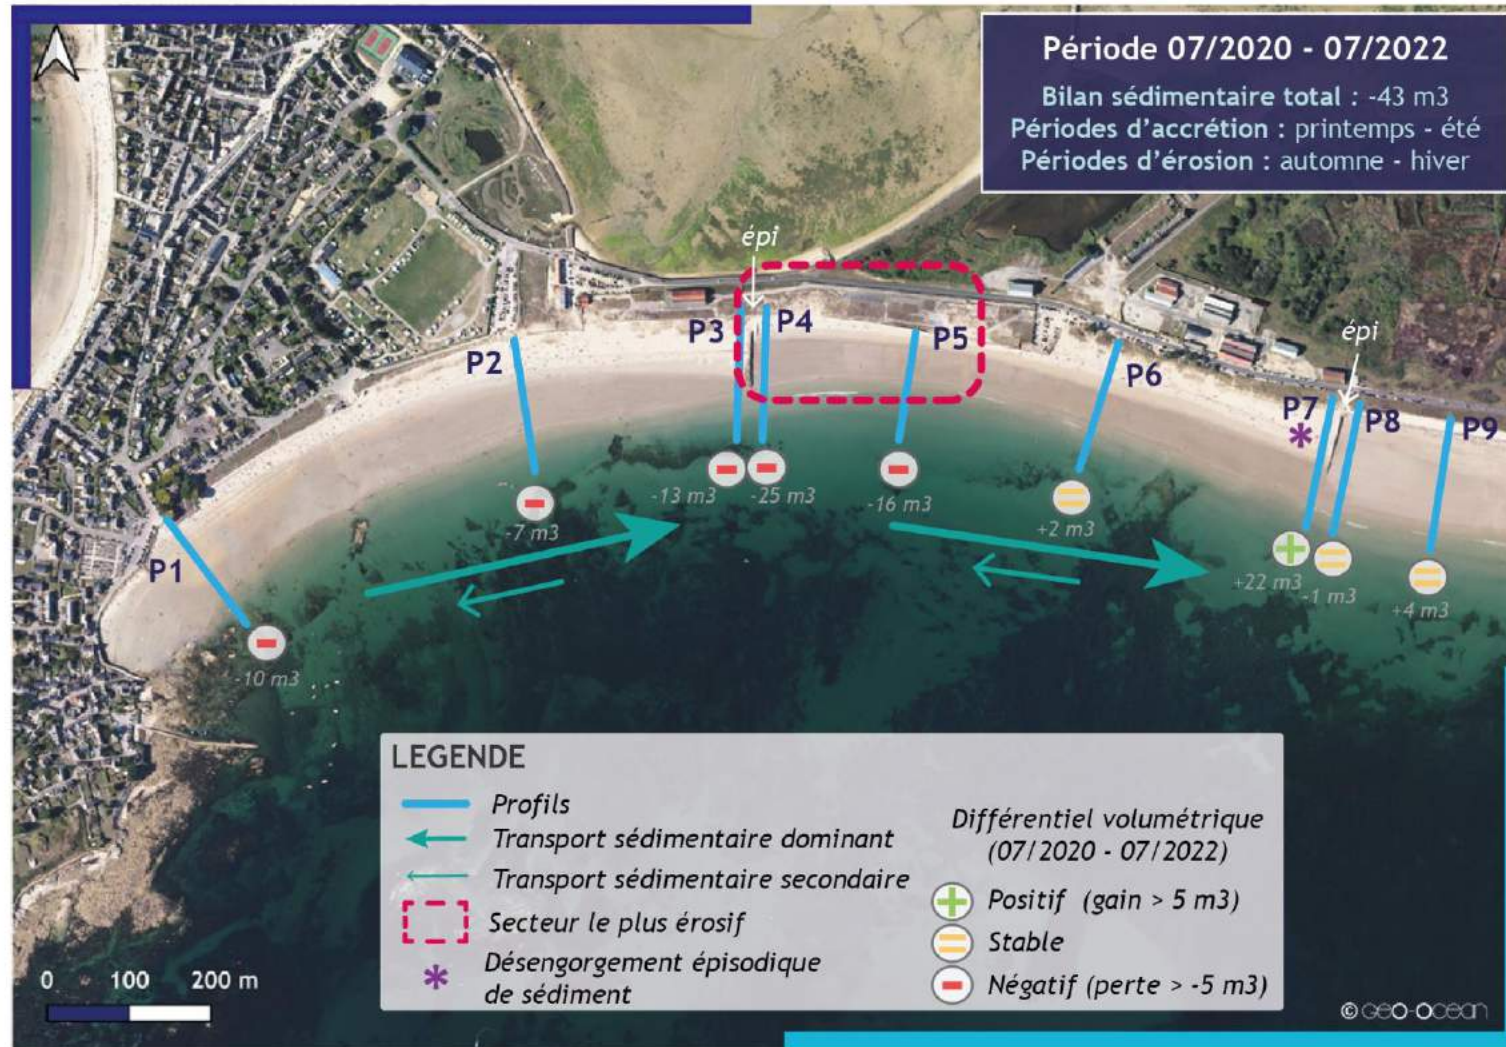 Période 07/2020 - 07/2022
Bilan sédimentaire total : -43 m3
Périodes d'accrétion : printemps - été
Périodes d'érosion : automne - hiver
épi
P3
P4
P5
P2
P6
épi
P7
P8
P9
*
P1
-13 m3
-25 m3
-16 m3
-7 m3
+2 m3
+22 m3
-1 m3
+4 m3
-10 m3
LEGENDE
Profils
Transport sédimentaire dominant
Transport sédimentaire secondaire
Secteur le plus érosif
* Désengorgement épisodique
de sédiment
Différentiel volumétrique
(07/2020 - 07/2022)
Positif (gain > 5 m3)
Stable
Négatif (perte > -5 m3)
0 100 200 m
© GEO-OCEAN